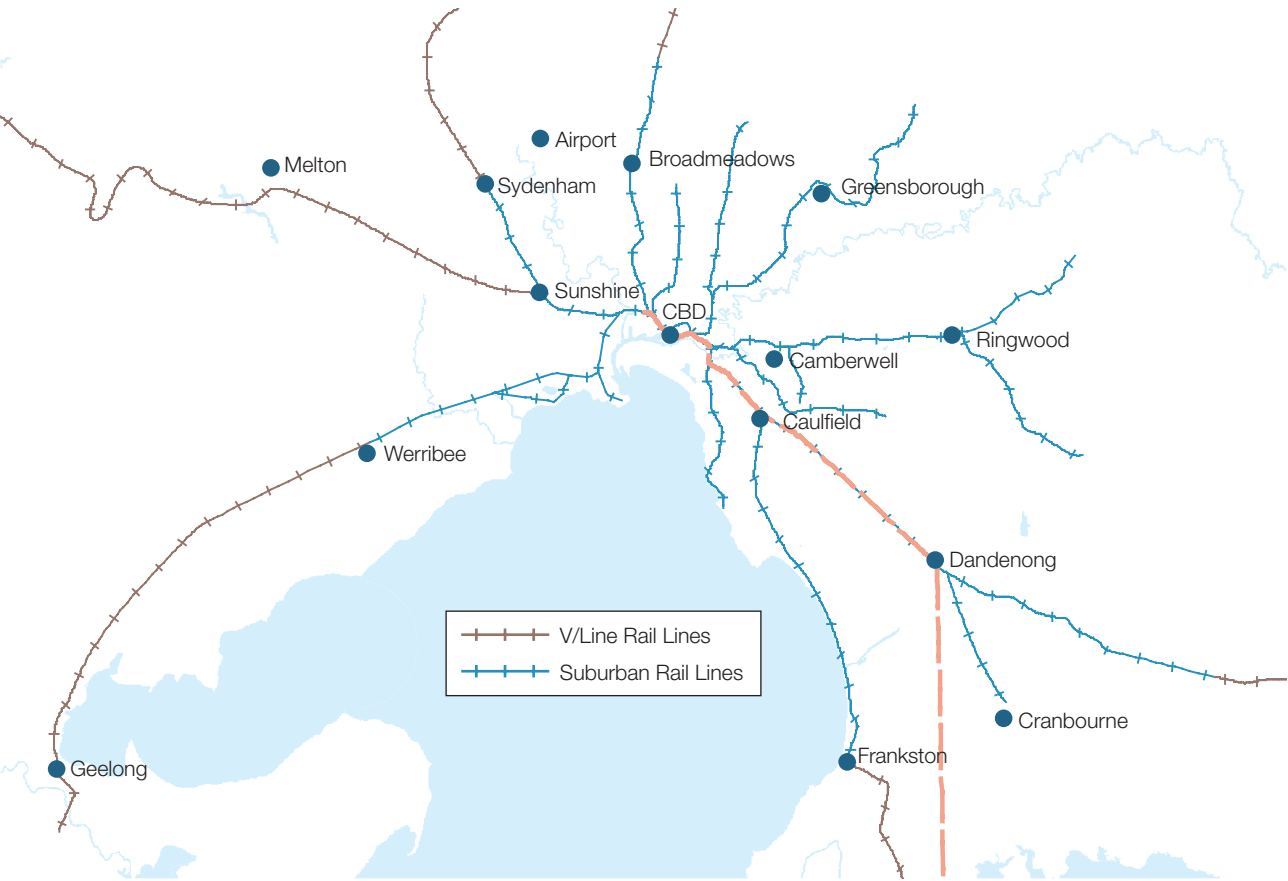 Airport
Broadmeadows
Melton
Sydenham
Greensborough
Sunshine
CBD
Ringwood
Camberwell
Caulfield
Werribee
Dandenong
V/Line Rail Lines
Suburban Rail Lines
Cranbourne
Frankston
Geelong